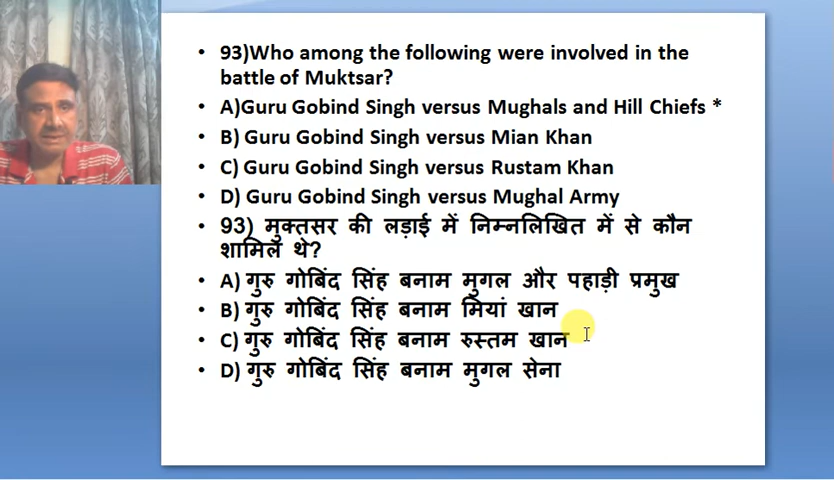 • 93)Who among the following were involved in the
battle of Muktsar?
• A)Guru Gobind Singh versus Mughals and Hill Chiefs *
• B) Guru Gobind Singh versus Mian Khan
• C) Guru Gobind Singh versus Rustam Khan
• D) Guru Gobind Singh versus Mughal Army
• 93) मुक्तसर की लड़ाई में निम्नलिखित में से कौन
शामिल थे?
• A) गुरु गोबिंद सिंह बनाम मुगल और पहाड़ी प्रमुख
• B) गुरु गोबिंद सिंह बनाम मियां खान
• C) गुरु गोबिंद सिंह बनाम रुस्तम खान
• D) गुरु गोबिंद सिंह बनाम मुगल सेना